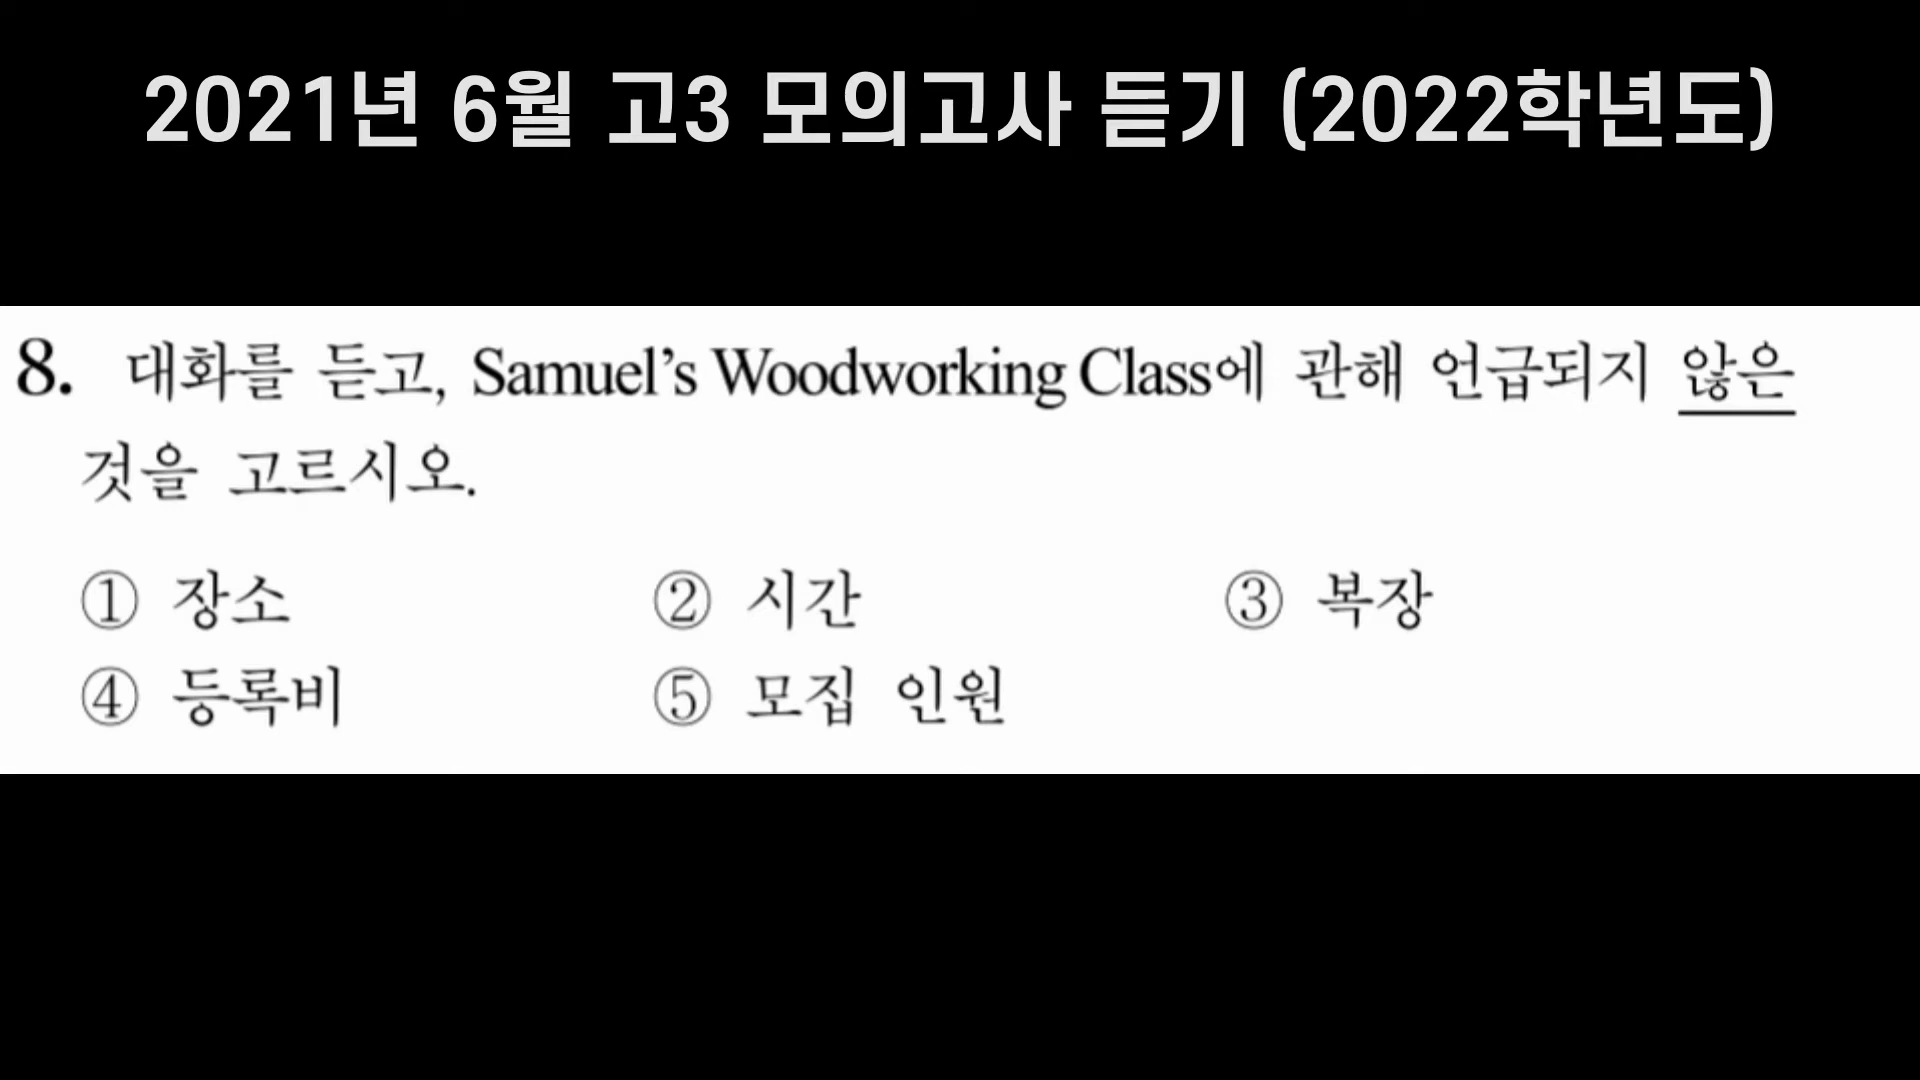 2021년 6월 고3 모의고사 듣기 (2022학년도)
8. 대화를 듣고, Samuel’s Woodworking Class에 관해 언급되지 않은
것을 고르시오.
① 장소 ② 시간 ③ 복장
④ 등록비 ⑤ 모집 인원